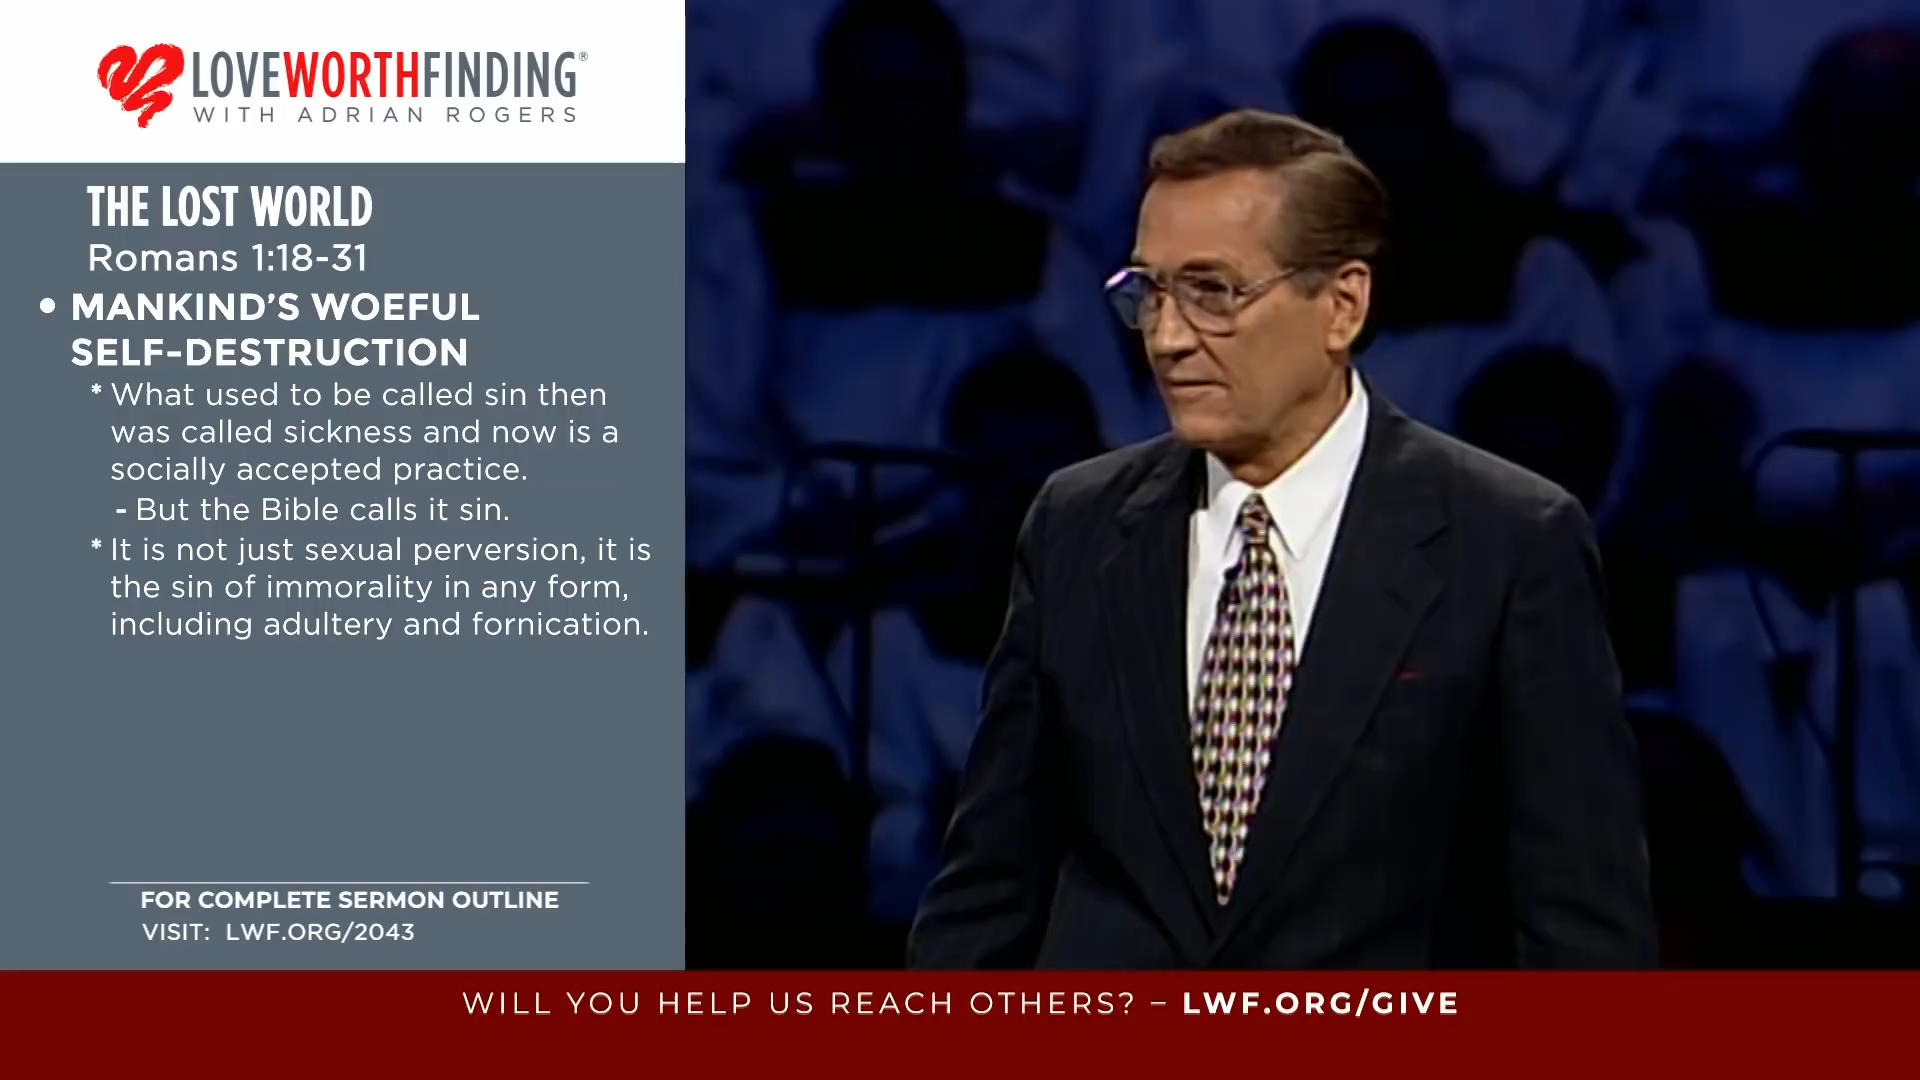 LOVEWORTHFINDING®
WITH ADRIAN ROGERS
THE LOST WORLD
Romans 1:18-31
• MANKIND’S WOEFUL
SELF-DESTRUCTION
* What used to be called sin then
was called sickness and now is a
socially accepted practice.
- But the Bible calls it sin.
* It is not just sexual perversion, it is
the sin of immorality in any form,
including adultery and fornication.
FOR COMPLETE SERMON OUTLINE
VISIT: LWF.ORG/2043
WILL YOU HELP US REACH OTHERS? – LWF.ORG/GIVE